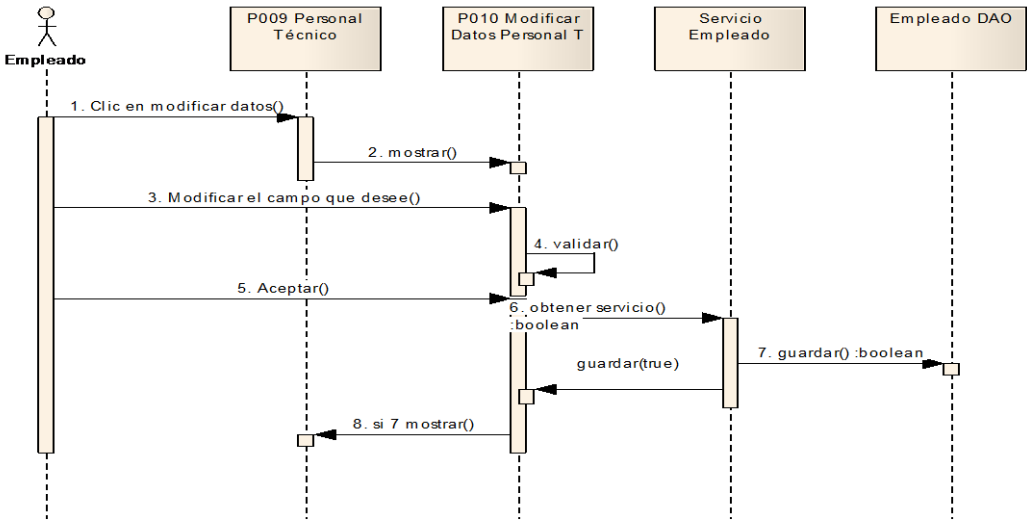 P009 Personal
Técnico
P010 Modificar
Datos Personal T
Servicio
Empleado
Empleado DAO
Empleado
1. Clic en modificar datos()
2. mostrar()
3. Modificar el campo que desee()
4. validar()
5. Aceptar()
6. obtener servicio()
:boolean
7. guardar() :boolean
guardar(true)
8. si 7 mostrar()